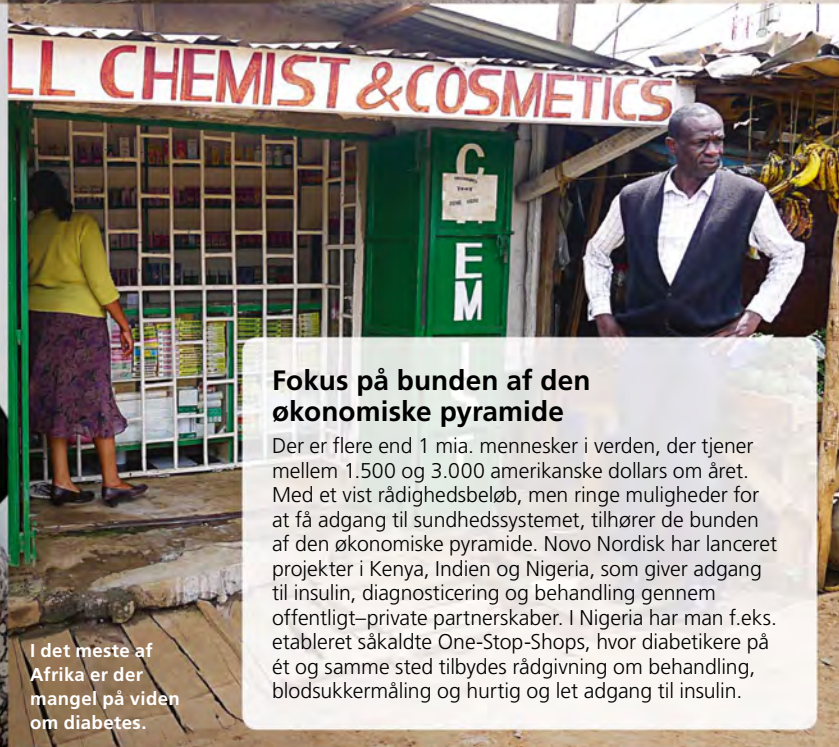 LL CHEMIST & COSMETICS
C
EM
Fokus på bunden af den
økonomiske pyramide
Der er flere end 1 mia. mennesker i verden, der tjener
mellem 1.500 og 3.000 amerikanske dollars om året.
Med et vist rådighedsbeløb, men ringe muligheder for
at få adgang til sundhedssystemet, tilhører de bunden
af den økonomiske pyramide. Novo Nordisk har lanceret
projekter i Kenya, Indien og Nigeria, som giver adgang
til insulin, diagnosticering og behandling gennem
offentligt–private partnerskaber. I Nigeria har man f.eks.
etableret såkaldte One-Stop-Shops, hvor diabetikere på
ét og samme sted tilbydes rådgivning om behandling,
blodsukkermåling og hurtig og let adgang til insulin.
I det meste af
Afrika er der
mangel på viden
om diabetes.